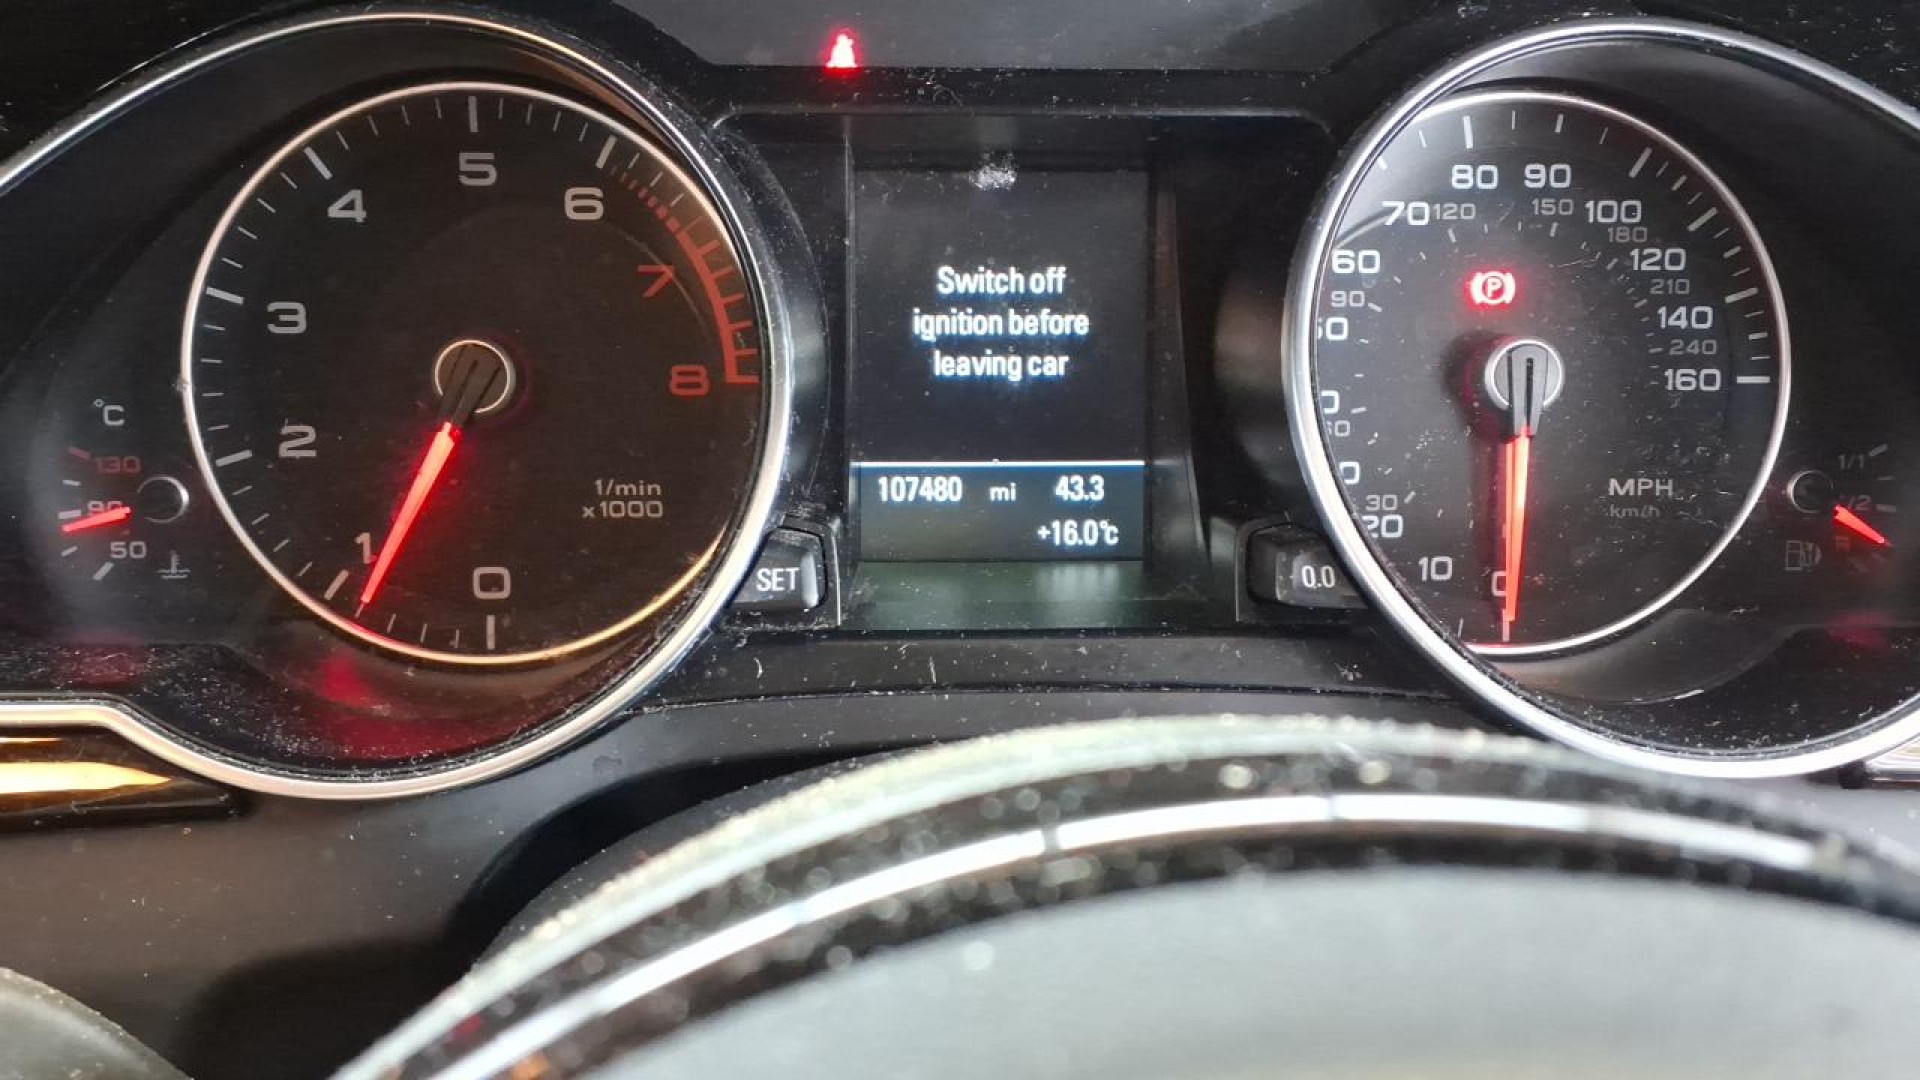 5
4
6
3
7
2
8
1
0
1/min
x1000
°C
130
90
50
Switch off
ignition before
leaving car
107480 mi 43.3
+16.0°C
SET
0.0
80 90
70 120 150 100
180
60 120
90 210
140
240
160
60
30
20
10
0
MPH
km/h
P
1/1
1/2